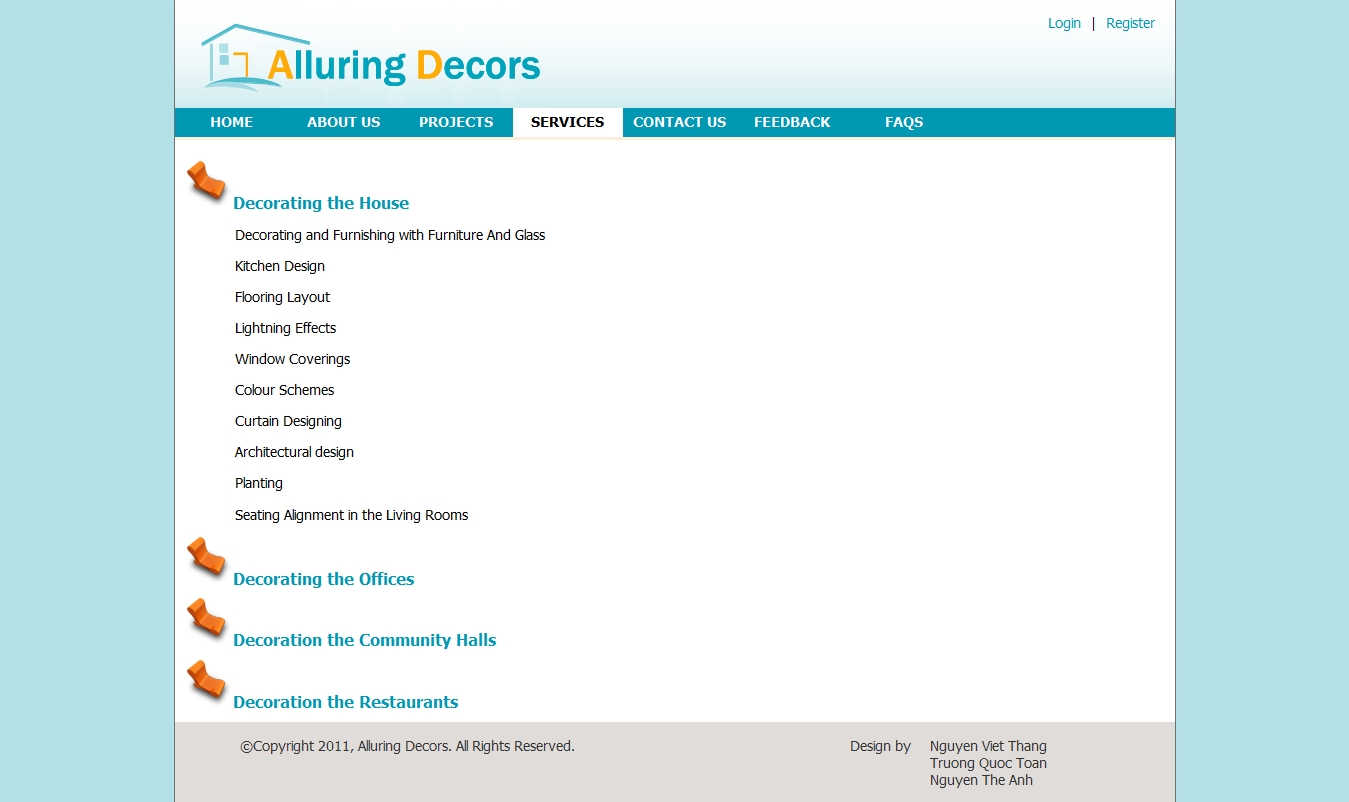 Login | Register
Alluring Decors
HOME ABOUT US PROJECTS SERVICES CONTACT US FEEDBACK FAQS
Decorating the House
Decorating and Furnishing with Furniture And Glass
Kitchen Design
Flooring Layout
Lightning Effects
Window Coverings
Colour Schemes
Curtain Designing
Architectural design
Planting
Seating Alignment in the Living Rooms
Decorating the Offices
Decoration the Community Halls
Decoration the Restaurants
©Copyright 2011, Alluring Decors. All Rights Reserved. Design by Nguyen Viet Thang
Truong Quoc Toan
Nguyen The Anh